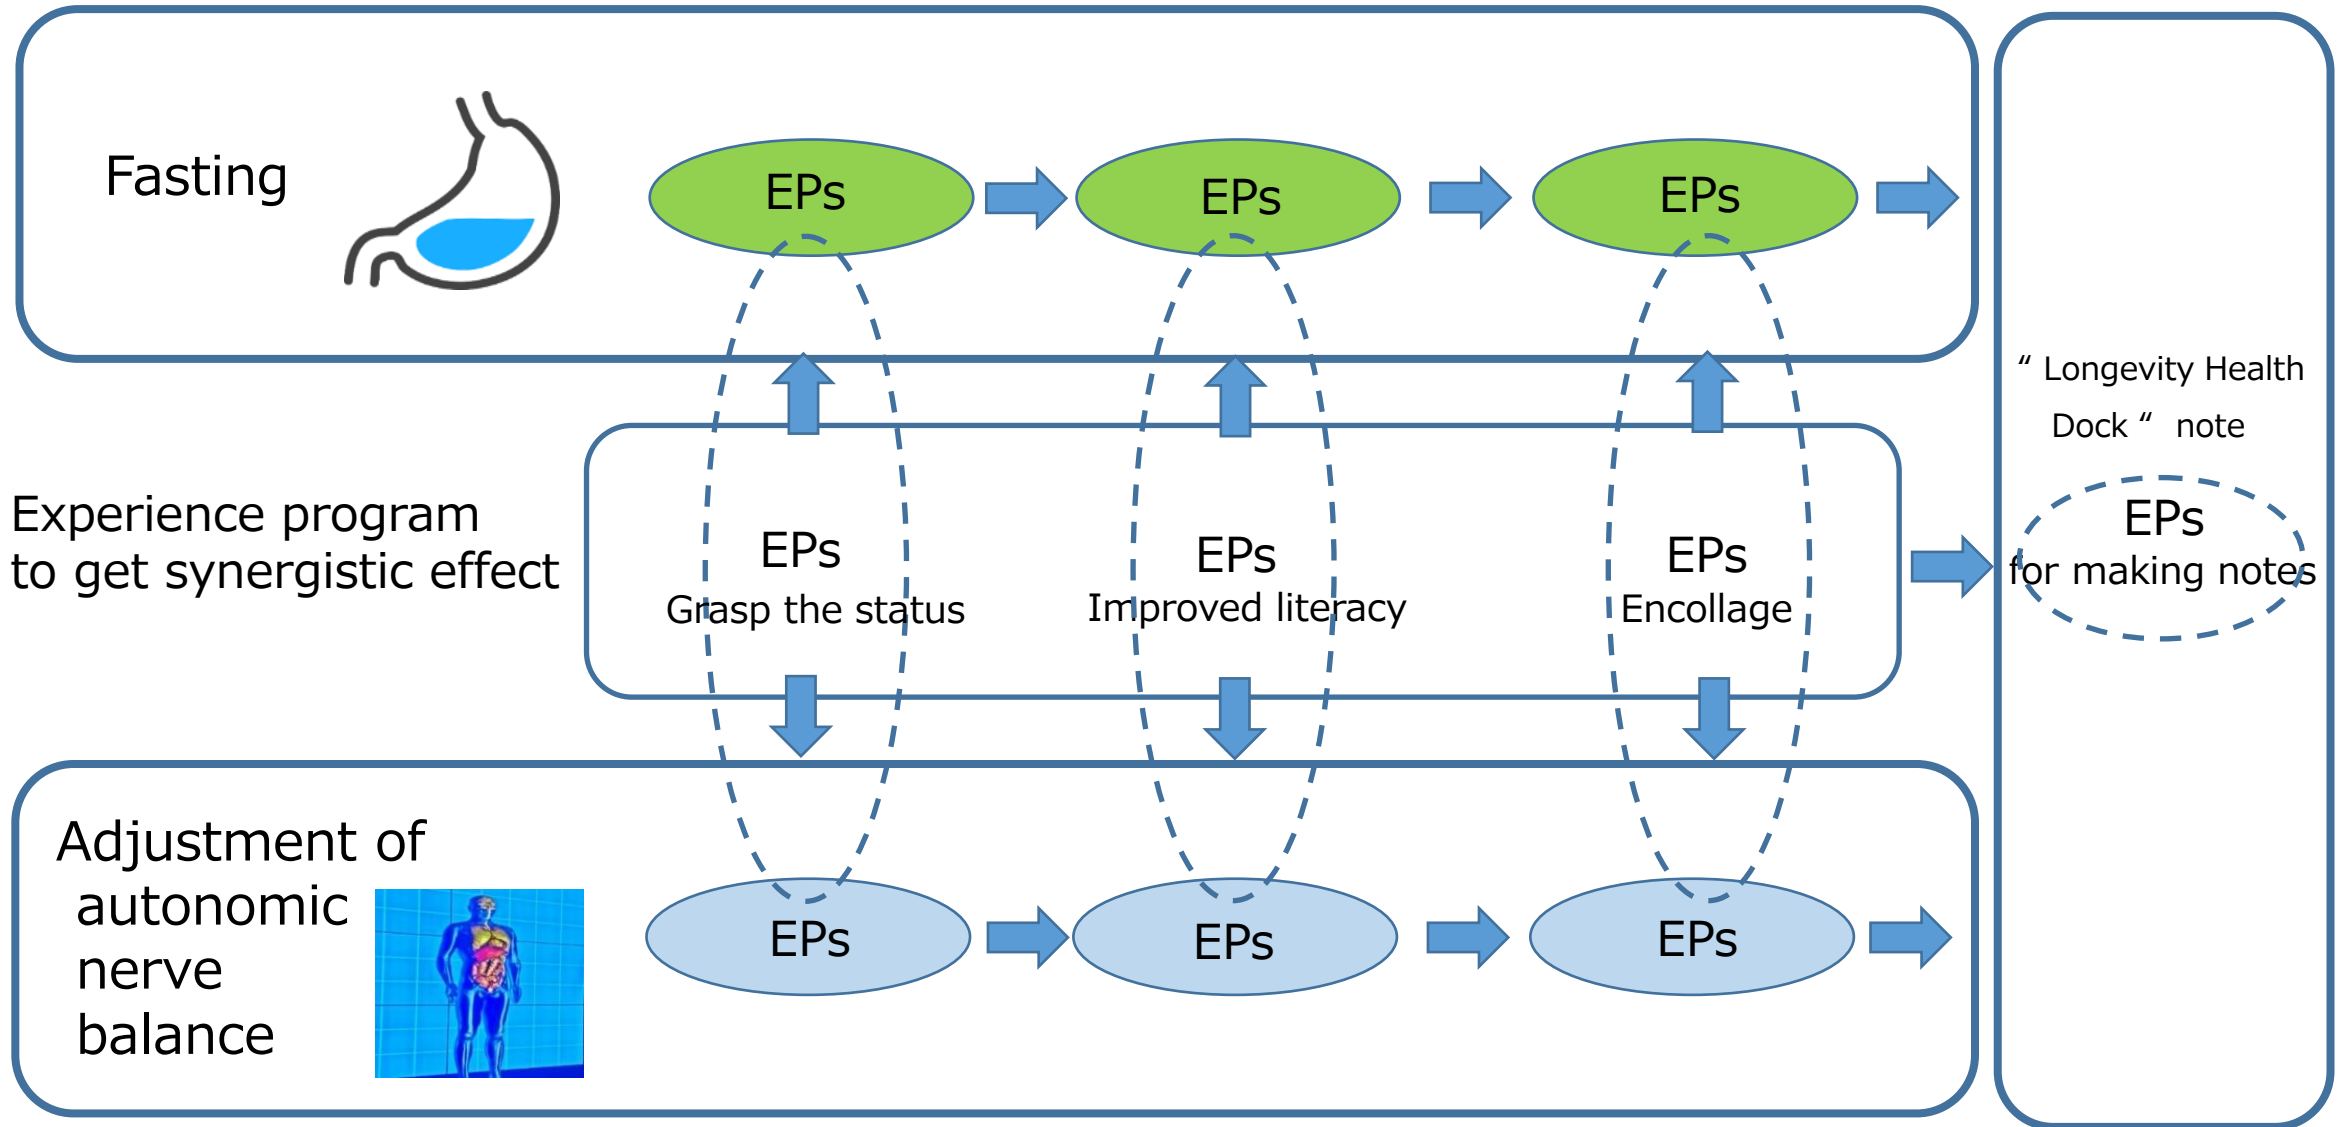 Fasting
EPs
EPs
EPs
Experience program
to get synergistic effect
EPs
Grasp the status
EPs
Improved literacy
EPs
Encollage
Adjustment of
autonomic
nerve
balance
EPs
EPs
EPs
“ Longevity Health
Dock “ note
EPs
for making notes